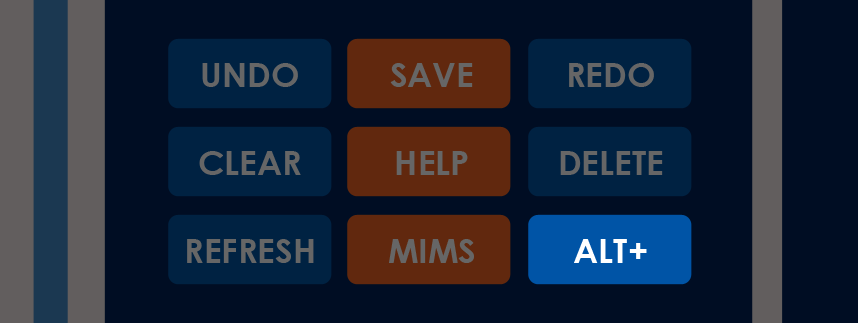 UNDO SAVE REDO
CLEAR HELP DELETE
REFRESH MIMS ALT+